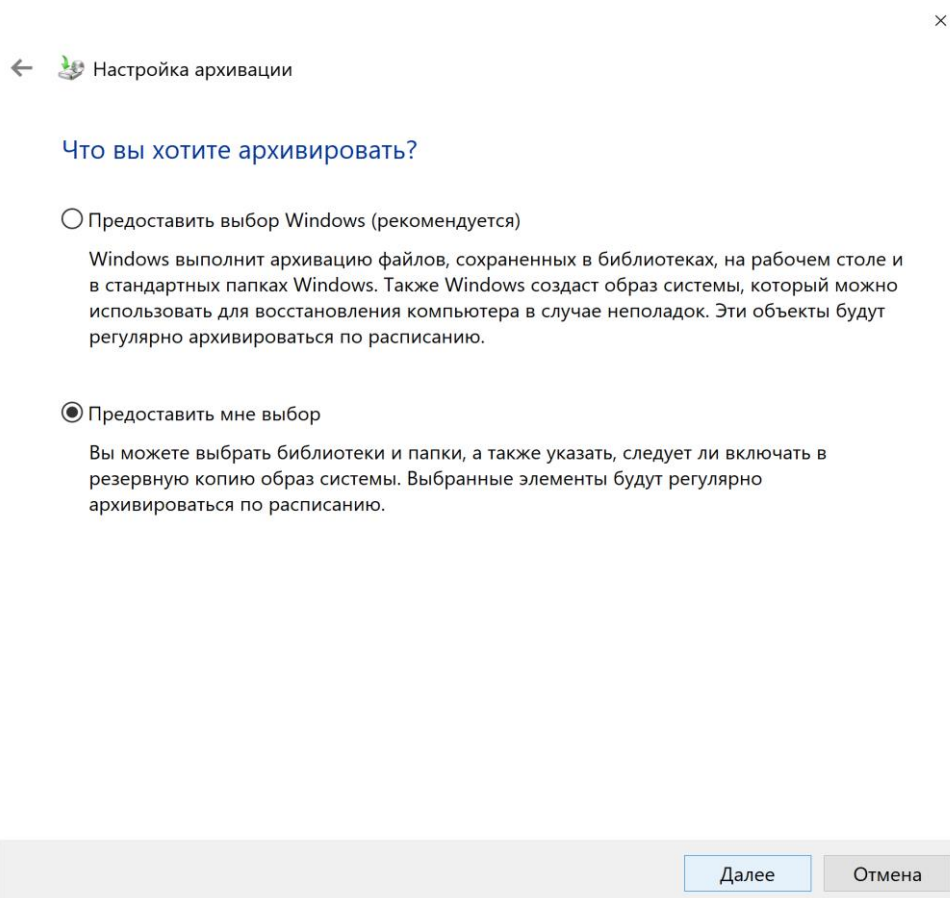 Настройка архивации
Что вы хотите архивировать?
Предоставить выбор Windows (рекомендуется)
Windows выполнит архивацию файлов, сохраненных в библиотеках, на рабочем столе и
в стандартных папках Windows. Также Windows создаст образ системы, который можно
использовать для восстановления компьютера в случае неполадок. Эти объекты будут
регулярно архивироваться по расписанию.
Предоставить мне выбор
Вы можете выбрать библиотеки и папки, а также указать, следует ли включать в
резервную копию образ системы. Выбранные элементы будут регулярно
архивироваться по расписанию.
Далее
Отмена